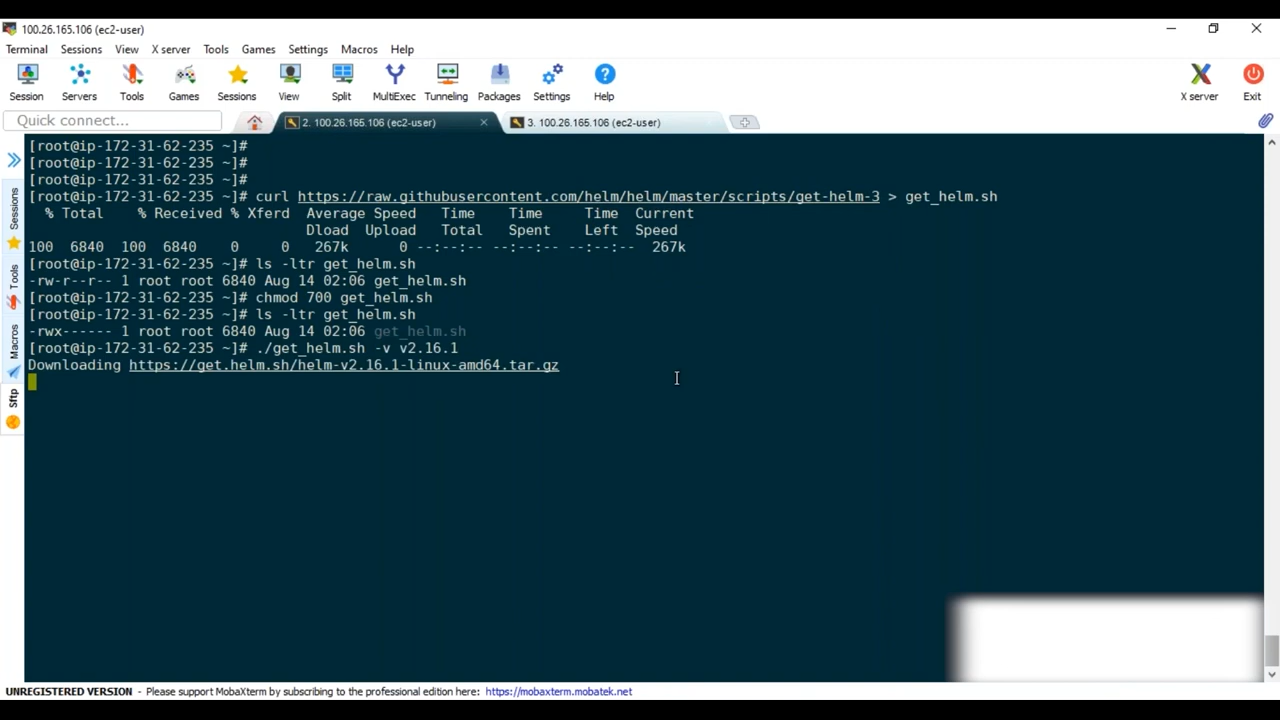 100.26.165.106 (ec2-user)
Terminal Sessions View X server Tools Games Settings Macros Help
Session Servers Tools Games Sessions View Split MultiExec Tunneling Packages Settings Help X server Exit
Quick connect... 2. 100.26.165.106 (ec2-user) 3. 100.26.165.106 (ec2-user)
Sessions
Tools
Macros
Sftp
[root@ip-172-31-62-235 ~]#
[root@ip-172-31-62-235 ~]#
[root@ip-172-31-62-235 ~]#
[root@ip-172-31-62-235 ~]# curl https://raw.githubusercontent.com/helm/helm/master/scripts/get-helm-3 > get_helm.sh
% Total % Received % Xferd Average Speed Time Time Time Current
Dload Upload Total Spent Left Speed
100 6840 100 6840 0 0 267k 0 --:--:-- --:--:-- --:--:-- 267k
[root@ip-172-31-62-235 ~]# ls -ltr get_helm.sh
-rw-r--r-- 1 root root 6840 Aug 14 02:06 get_helm.sh
[root@ip-172-31-62-235 ~]# chmod 700 get_helm.sh
[root@ip-172-31-62-235 ~]# ls -ltr get_helm.sh
-rwx------ 1 root root 6840 Aug 14 02:06 get_helm.sh
[root@ip-172-31-62-235 ~]# ./get_helm.sh -v v2.16.1
Downloading https://get.helm.sh/helm-v2.16.1-linux-amd64.tar.gz
UNREGISTERED VERSION - Please support MobaXterm by subscribing to the professional edition here: https://mobaxterm.mobatek.net